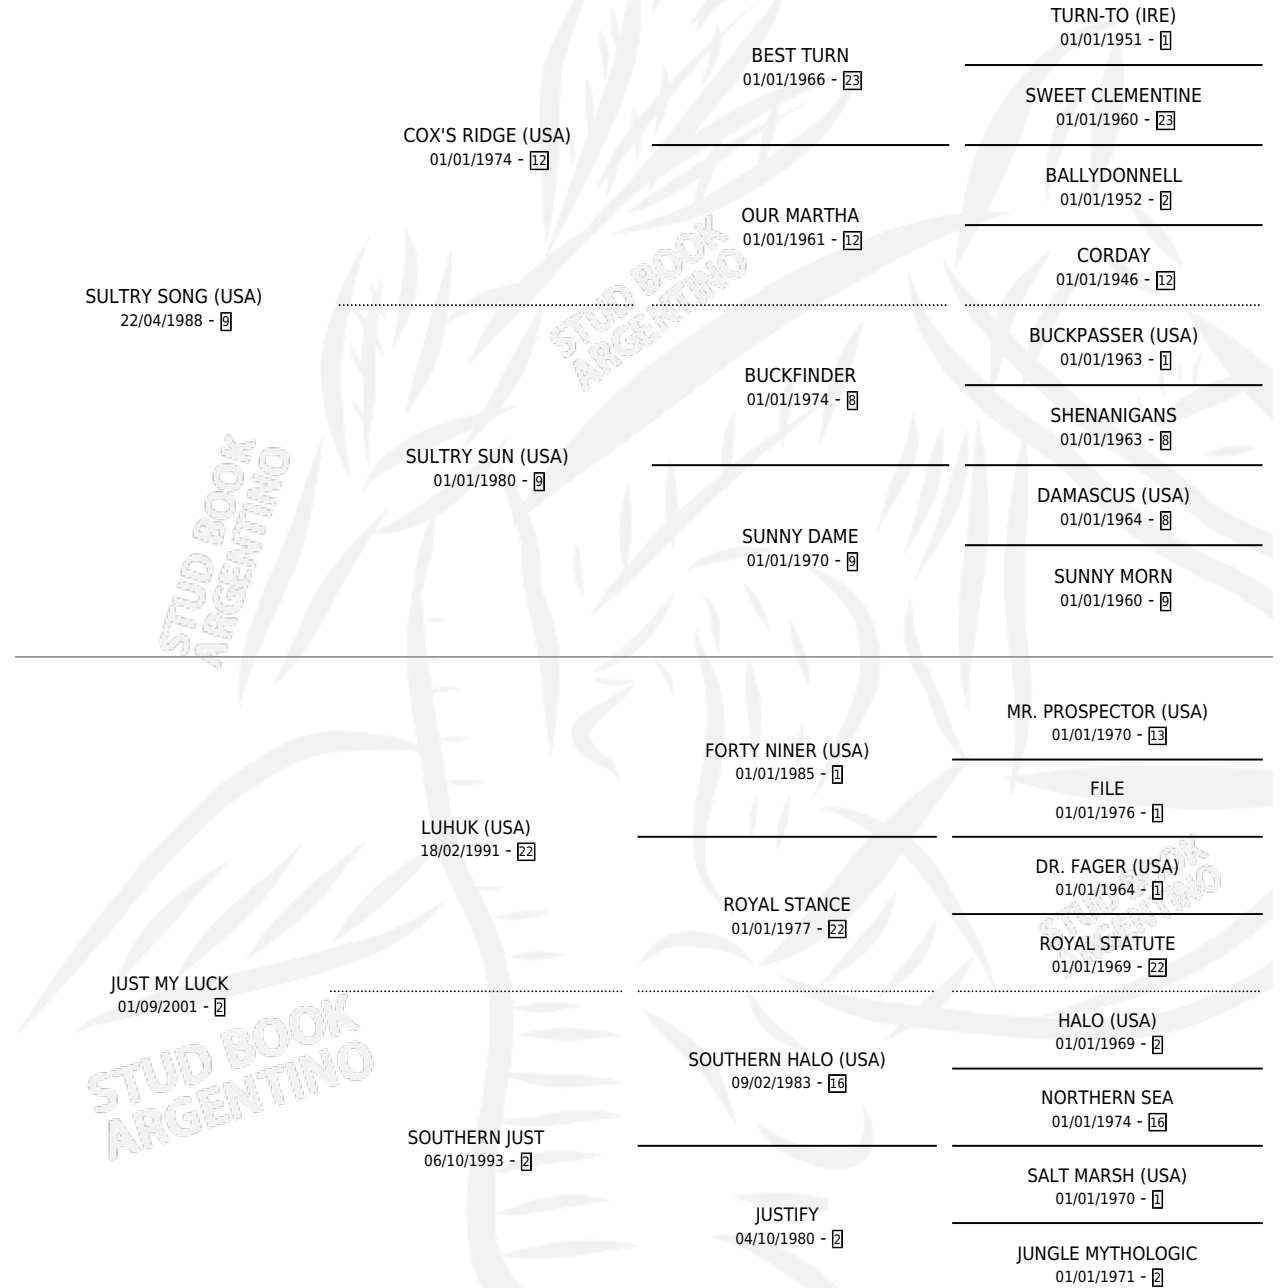 TURN-TO (IRE)
01/01/1951 - 1
BEST TURN
01/01/1966 - 23
SWEET CLEMENTINE
01/01/1960 - 23
COX'S RIDGE (USA)
01/01/1974 - 12
BALLYDONNELL
01/01/1952 - 2
OUR MARTHA
01/01/1961 - 12
CORDAY
01/01/1946 - 12
SULTRY SONG (USA)
22/04/1988 - 9
STUD BOOK
ARGENTINO
BUCKPASSER (USA)
01/01/1963 - 1
BUCKFINDER
01/01/1974 - 8
SHENANIGANS
01/01/1963 - 8
SULTRY SUN (USA)
01/01/1980 - 9
DAMASCUS (USA)
01/01/1964 - 8
SUNNY DAME
01/01/1970 - 9
SUNNY MORN
01/01/1960 - 9
STUD BOOK
ARGENTINO
MR. PROSPECTOR (USA)
01/01/1970 - 13
FORTY NINER (USA)
01/01/1985 - 1
FILE
01/01/1976 - 1
LUHUK (USA)
18/02/1991 - 22
DR. FAGER (USA)
01/01/1964 - 1
ROYAL STANCE
01/01/1977 - 22
STUD BOOK
ARGENTINO
ROYAL STATUTE
01/01/1969 - 22
JUST MY LUCK
01/09/2001 - 2
HALO (USA)
01/01/1969 - 2
SOUTHERN HALO (USA)
09/02/1983 - 16
STUD BOOK
ARGENTINO
NORTHERN SEA
01/01/1974 - 16
SOUTHERN JUST
06/10/1993 - 2
SALT MARSH (USA)
01/01/1970 - 1
JUSTIFY
04/10/1980 - 2
JUNGLE MYTHOLOGIC
01/01/1971 - 2